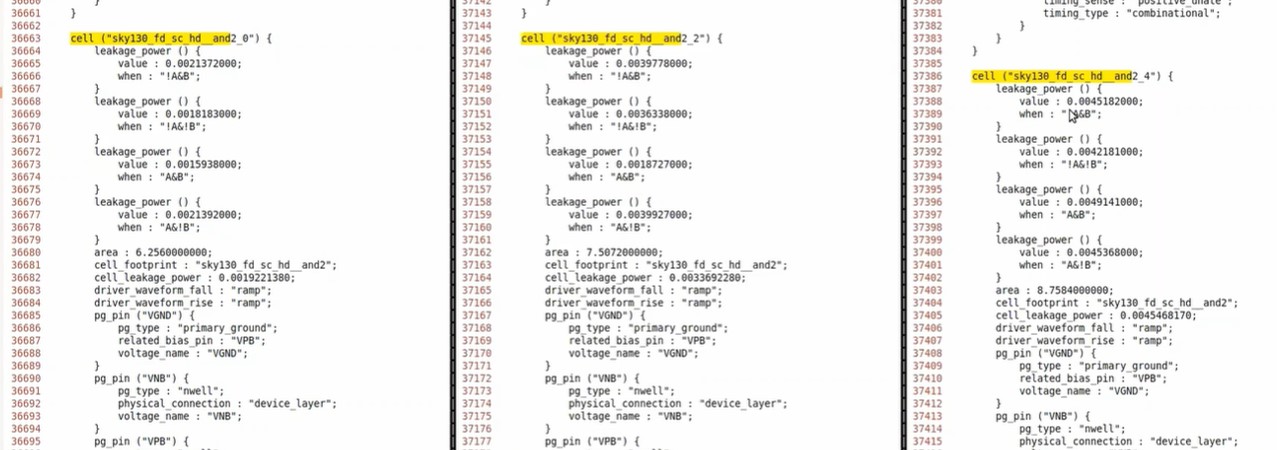 36660 }
36661 }
36662
36663 cell ("sky130_fd_sc_hd__and2_0") {
36664 leakage_power () {
36665 value : 0.0021372000;
36666 when : "!A&B";
36667 }
36668 leakage_power () {
36669 value : 0.0018183000;
36670 when : "!A&!B";
36671 }
36672 leakage_power () {
36673 value : 0.0015938000;
36674 when : "A&B";
36675 }
36676 leakage_power () {
36677 value : 0.0021392000;
36678 when : "A&!B";
36679 }
36680 area : 6.2560000000;
36681 cell_footprint : "sky130_fd_sc_hd__and2";
36682 cell_leakage_power : 0.0019221380;
36683 driver_waveform_fall : "ramp";
36684 driver_waveform_rise : "ramp";
36685 pg_pin ("VGND") {
36686 pg_type : "primary_ground";
36687 related_bias_pin : "VPB";
36688 voltage_name : "VGND";
36689 }
36690 pg_pin ("VNB") {
36691 pg_type : "nwell";
36692 physical_connection : "device_layer";
36693 voltage_name : "VNB";
36694 }
36695 pg_pin ("VPB") {
37142 }
37143 }
37144
37145 cell ("sky130_fd_sc_hd__and2_2") {
37146 leakage_power () {
37147 value : 0.0039778000;
37148 when : "!A&B";
37149 }
37150 leakage_power () {
37151 value : 0.0036338000;
37152 when : "!A&!B";
37153 }
37154 leakage_power () {
37155 value : 0.0018727000;
37156 when : "A&B";
37157 }
37158 leakage_power () {
37159 value : 0.0039927000;
37160 when : "A&!B";
37161 }
37162 area : 7.5072000000;
37163 cell_footprint : "sky130_fd_sc_hd__and2";
37164 cell_leakage_power : 0.0033692280;
37165 driver_waveform_fall : "ramp";
37166 driver_waveform_rise : "ramp";
37167 pg_pin ("VGND") {
37168 pg_type : "primary_ground";
37169 related_bias_pin : "VPB";
37170 voltage_name : "VGND";
37171 }
37172 pg_pin ("VNB") {
37173 pg_type : "nwell";
37174 physical_connection : "device_layer";
37175 voltage_name : "VNB";
37176 }
37177 pg_pin ("VPB") {
37380 timing_sense : "positive_unate";
37381 timing_type : "combinational";
37382 }
37383 }
37384 }
37385
37386 cell ("sky130_fd_sc_hd__and2_4") {
37387 leakage_power () {
37388 value : 0.0045182000;
37389 when : "!A&B";
37390 }
37391 leakage_power () {
37392 value : 0.0042181000;
37393 when : "!A&!B";
37394 }
37395 leakage_power () {
37396 value : 0.0049141000;
37397 when : "A&B";
37398 }
37399 leakage_power () {
37400 value : 0.0045368000;
37401 when : "A&!B";
37402 }
37403 area : 8.7584000000;
37404 cell_footprint : "sky130_fd_sc_hd__and2";
37405 cell_leakage_power : 0.0045468170;
37406 driver_waveform_fall : "ramp";
37407 driver_waveform_rise : "ramp";
37408 pg_pin ("VGND") {
37409 pg_type : "primary_ground";
37410 related_bias_pin : "VPB";
37411 voltage_name : "VGND";
37412 }
37413 pg_pin ("VNB") {
37414 pg_type : "nwell";
37415 physical_connection : "device_layer";